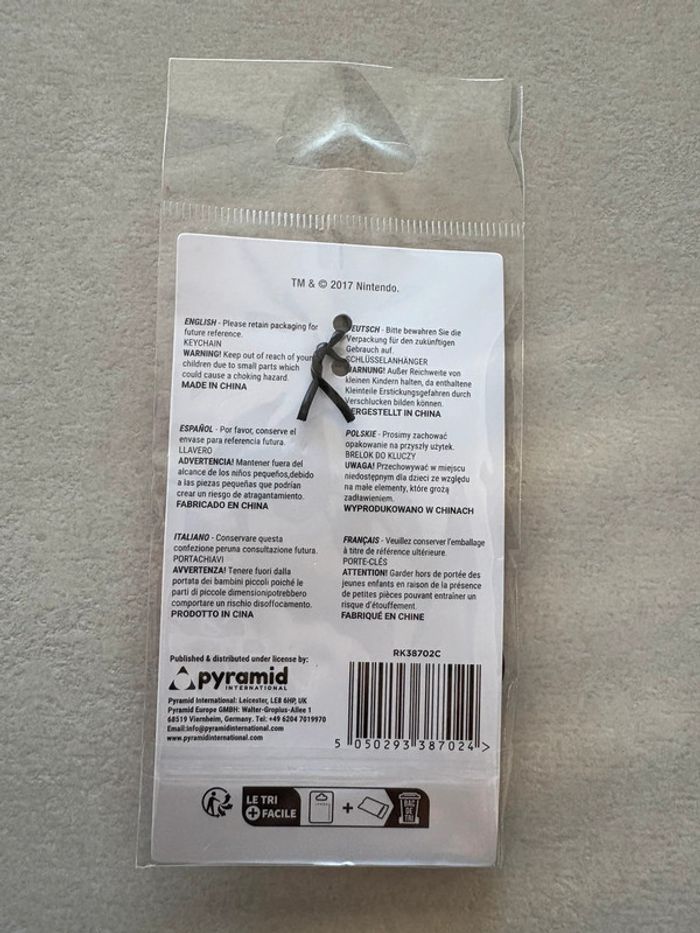 TM & © 2017 Nintendo.
ENGLISH - Please retain packaging for
future reference.
KEYCHAIN
WARNING! Keep out of reach of your
children due to small parts which
could cause a choking hazard.
MADE IN CHINA
EUTSCH - Bitte bewahren Sie die
Verpackung für den zukünftigen
Gebrauch auf.
SCHLÜSSELANHÄNGER
ARNUNG! Außer Reichweite von
kleinen Kindern halten, da enthaltene
Kleinteile Erstickungsgefahren durch
Verschlucken bilden können.
ERGESTELLT IN CHINA
ESPAÑOL - Por favor, conserve el
envase para referencia futura.
LLAVERO
ADVERTENCIA! Mantener fuera del
alcance de los niños pequeños,debido
a las piezas pequeñas que podrían
crear un riesgo de atragantamiento.
FABRICADO EN CHINA
POLSKIE - Prosimy zachować
opakowanie na przyszły użytek.
BRELOK DO KLUCZY
UWAGA! Przechowywać w miejscu
niedostępnym dla dzieci ze względu
na małe elementy, które grożą
zadławieniem.
WYPRODUKOWANO W CHINACH
ITALIANO - Conservare questa
confezione peruna consultazione futura.
PORTACHIAVI
AVVERTENZA! Tenere fuori dalla
portata dei bambini piccoli poiché le
parti di piccole dimensionipotrebbero
comportare un rischio disoffocamento.
PRODOTTO IN CINA
FRANÇAIS - Veuillez conserver l'emballage
à titre de référence ultérieure.
PORTE-CLÉS
ATTENTION! Garder hors de portée des
jeunes enfants en raison de la présence
de petites pièces pouvant entraîner un
risque d'étouffement.
FABRIQUÉ EN CHINE
Published & distributed under license by:
pyramid
INTERNATIONAL
Pyramid International: Leicester, LE8 6HP, UK
Pyramid Europe GMBH: Walter-Gropius-Allee 1
68519 Viernheim, Germany. Tel: +49 6204 7019970
Email:info@pyramidinternational.com
www.pyramidinternational.com
RK38702C
5 050293 387024 >
LE TRI
+ FACILE
+
BAC
DE
TRI